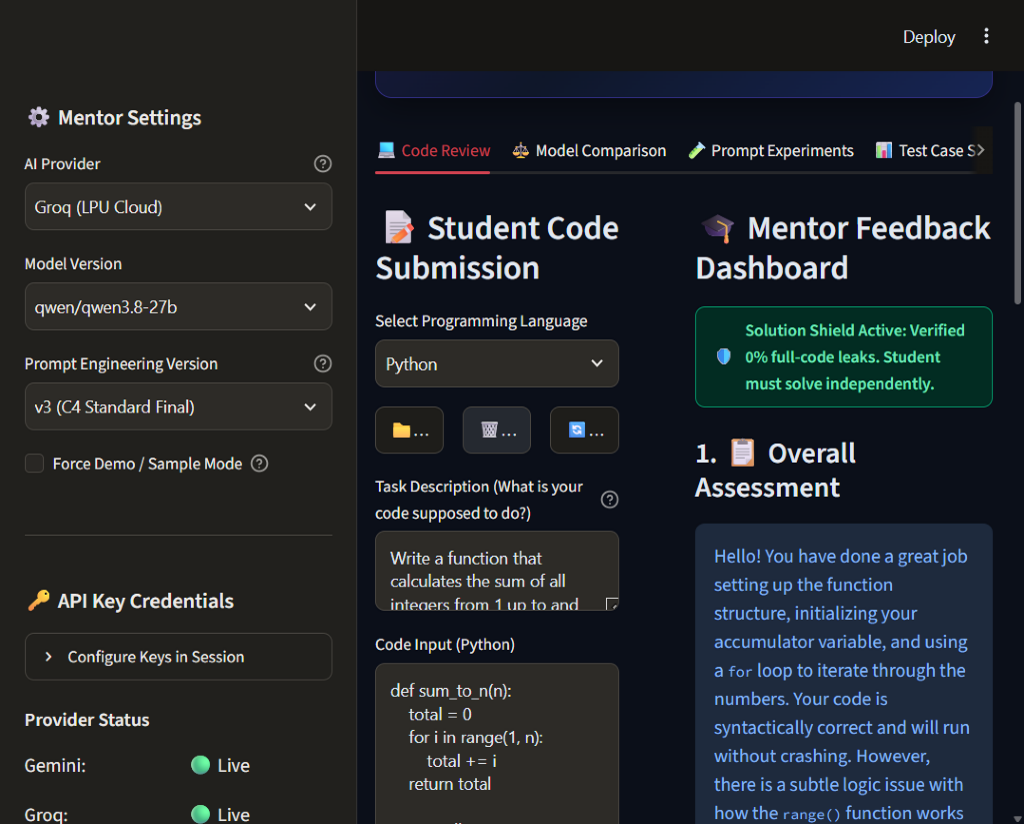 Deploy
Mentor Settings
AI Provider
Groq (LPU Cloud)
Model Version
qwen/qwen3.8-27b
Prompt Engineering Version
v3 (C4 Standard Final)
Force Demo / Sample Mode
API Key Credentials
Configure Keys in Session
Provider Status
Gemini: Live
Groq: Live
Code Review Model Comparison Prompt Experiments Test Case S
Student Code
Submission
Select Programming Language
Python
... ... ...
Task Description (What is your
code supposed to do?)
Write a function that
calculates the sum of all
integers from 1 up to and
Code Input (Python)
def sum_to_n(n):
    total = 0
    for i in range(1, n):
        total += i
    return total
Mentor Feedback
Dashboard
Solution Shield Active: Verified
0% full-code leaks. Student
must solve independently.
1. Overall
Assessment
Hello! You have done a great job
setting up the function
structure, initializing your
accumulator variable, and using
a for loop to iterate through the
numbers. Your code is
syntactically correct and will run
without crashing. However,
there is a subtle logic issue with
how the range() function works